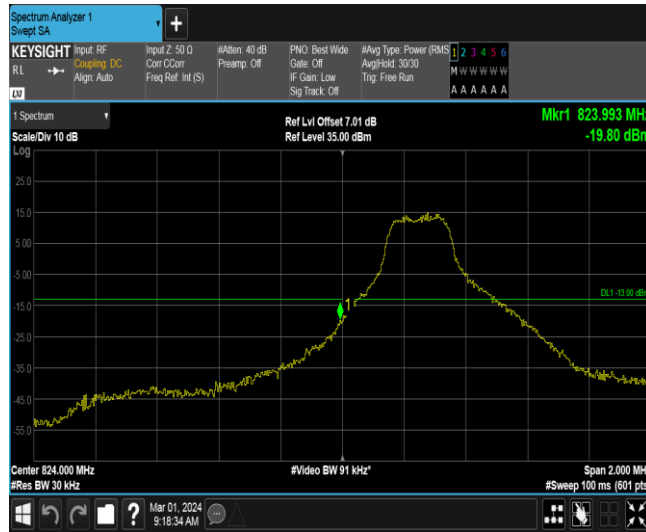 Spectrum Analyzer 1
Swept SA
KEYSIGHT
RL
LXI
Input: RF
Coupling: DC
Align: Auto
Input Z: 50 Ω
Corr CCorr
Freq Ref: Int (S)
#Atten: 40 dB
Preamp: Off
PNO: Best Wide
Gate: Off
IF Gain: Low
Sig Track: Off
#Avg Type: Power (RMS
Avg|Hold: 30/30
Trig: Free Run
1 2 3 4 5 6
M W W W W W
A A A A A A
1 Spectrum
Scale/Div 10 dB
Log
Ref Lvl Offset 7.01 dB
Ref Level 35.00 dBm
Mkr1 823.993 MHz
-19.80 dBm
25.0
15.0
5.00
-5.00
-15.0
-25.0
-35.0
-45.0
-55.0
1
DL1 -13.00 dBm
Center 824.000 MHz
#Res BW 30 kHz
#Video BW 91 kHz*
Span 2.000 MHz
#Sweep 100 ms (601 pts)
?
Mar 01, 2024
9:18:34 AM